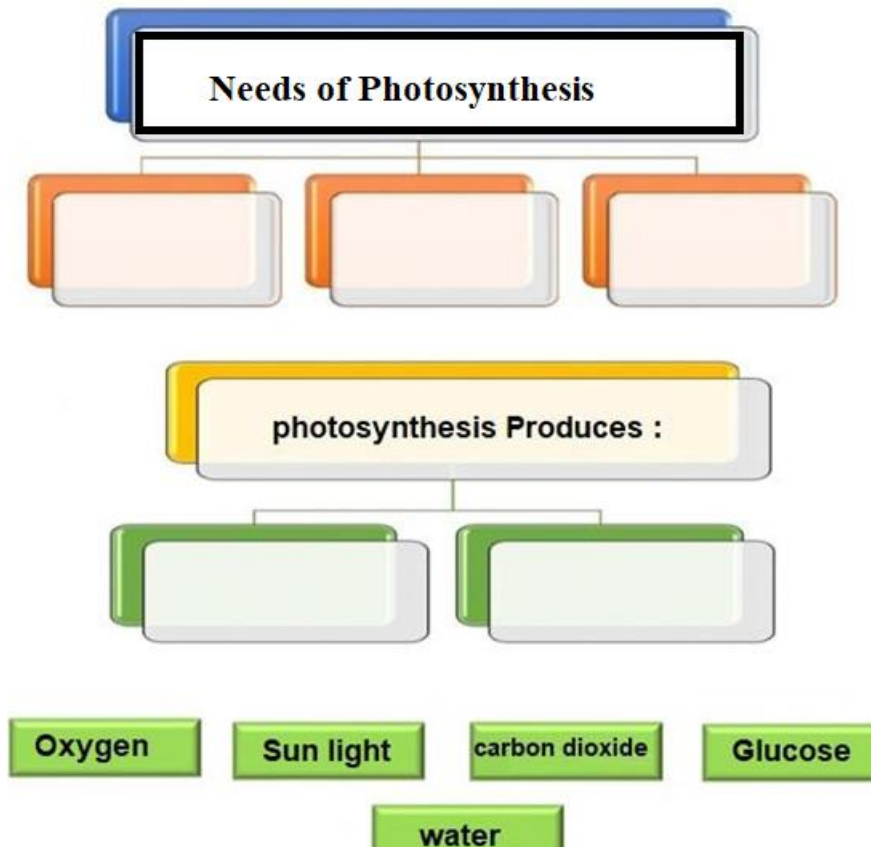 Needs of Photosynthesis
photosynthesis Produces :
Oxygen
Sun light
carbon dioxide
Glucose
water